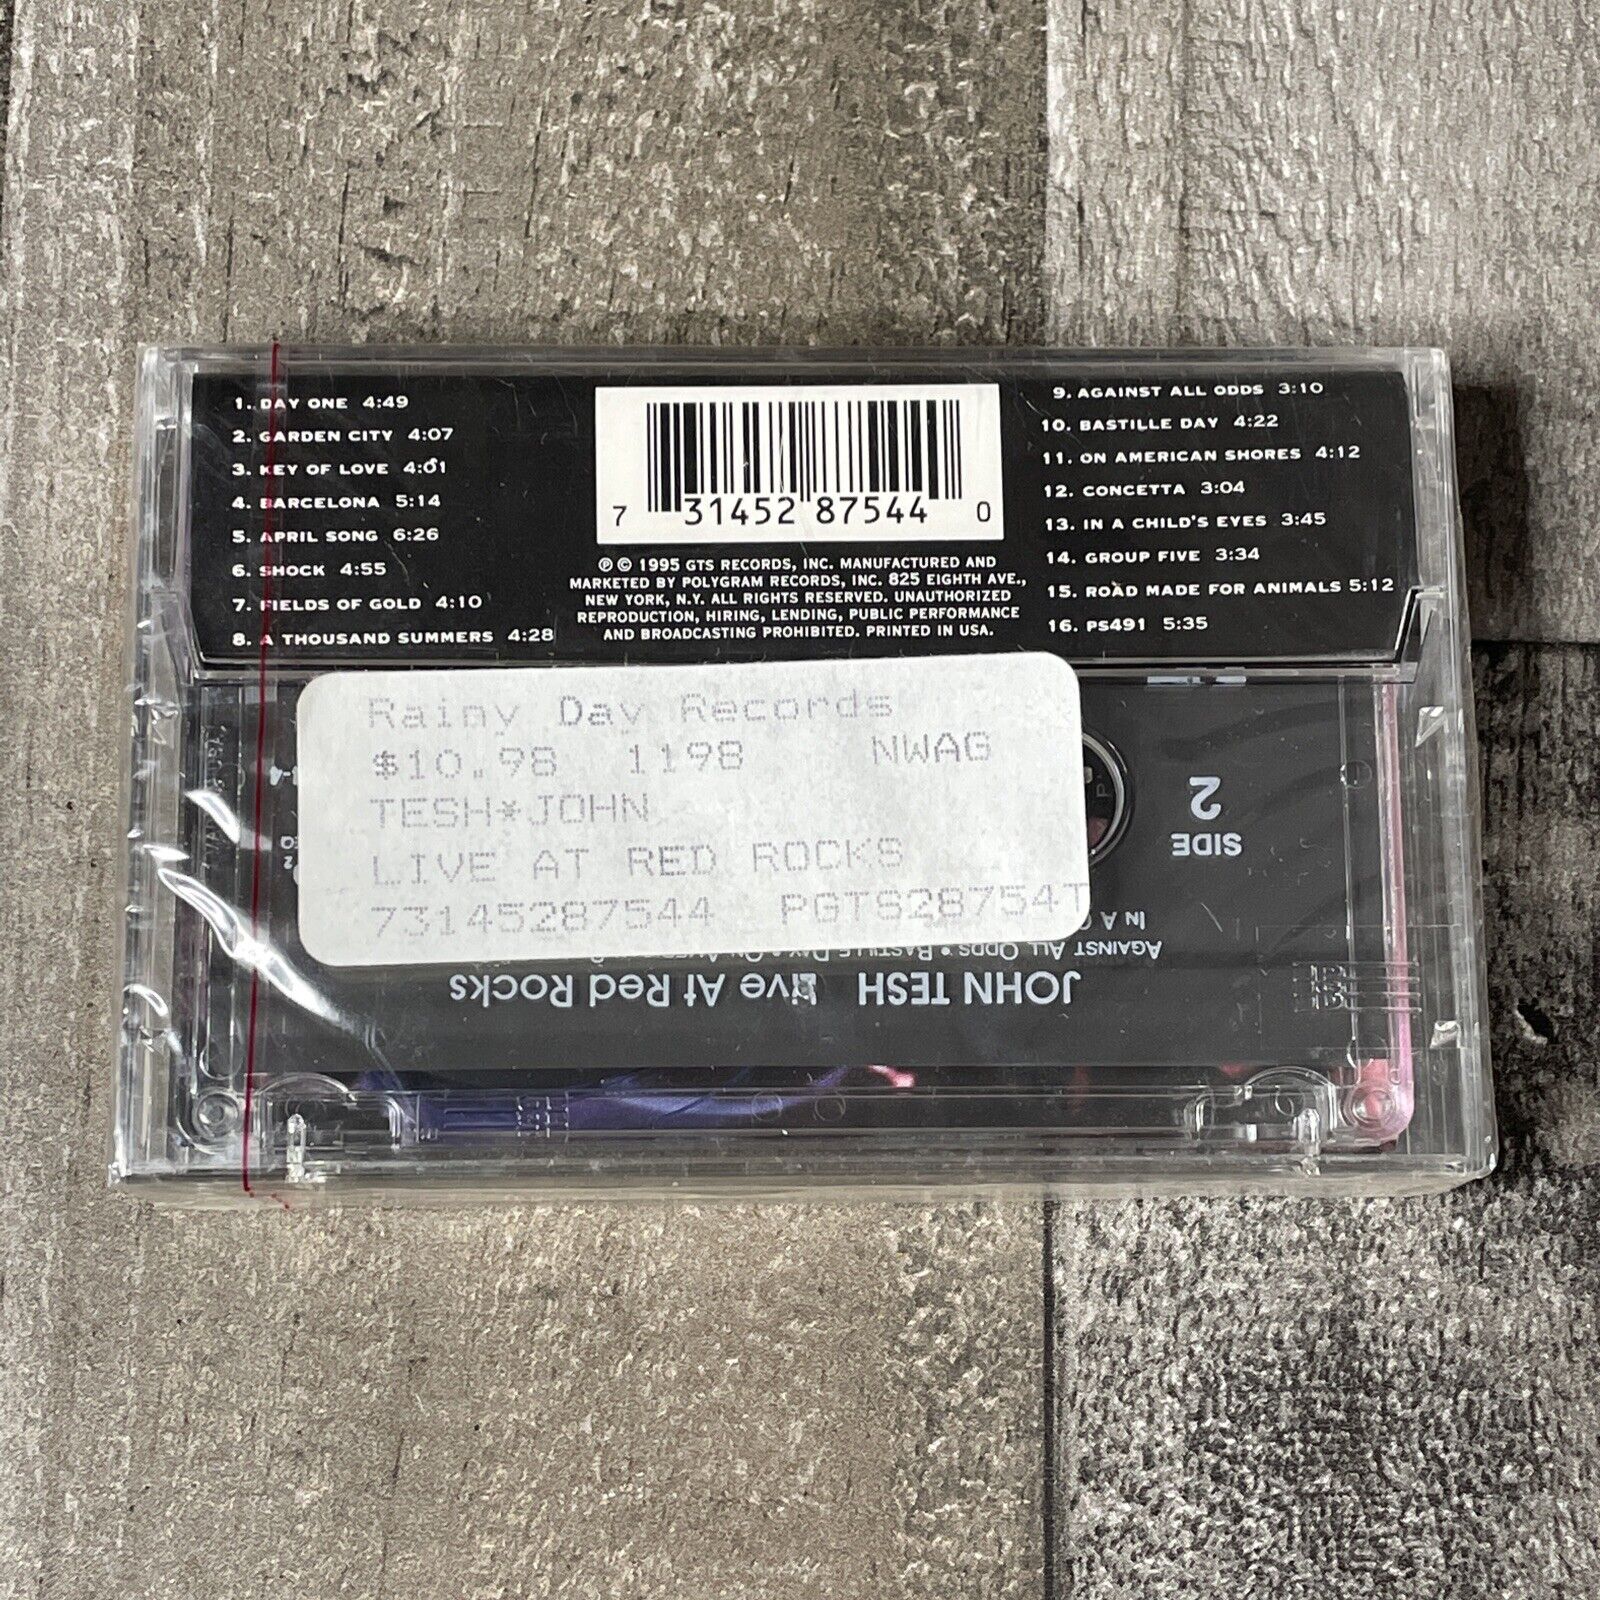 1. DAY ONE 4:49
2. GARDEN CITY 4:07
3. KEY OF LOVE 4:01
4. BARCELONA 5:14
5. APRIL SONG 6:26
6. SHOCK 4:55
7. FIELDS OF GOLD 4:10
8. A THOUSAND SUMMERS 4:28
7 31452 87544 0
℗ © 1995 GTS RECORDS, INC. MANUFACTURED AND
MARKETED BY POLYGRAM RECORDS, INC. 825 EIGHTH AVE.,
NEW YORK, N.Y. ALL RIGHTS RESERVED. UNAUTHORIZED
REPRODUCTION, HIRING, LENDING, PUBLIC PERFORMANCE
AND BROADCASTING PROHIBITED. PRINTED IN USA.
9. AGAINST ALL ODDS 3:10
10. BASTILLE DAY 4:22
11. ON AMERICAN SHORES 4:12
12. CONCETTA 3:04
13. IN A CHILD'S EYES 3:45
14. GROUP FIVE 3:34
15. ROAD MADE FOR ANIMALS 5:12
16. PS491 5:35
Rainy Day Records
$10.98 1198 NWAG
TESH*JOHN
LIVE AT RED ROCKS
73145287544 PGTS28754T
JOHN TESH Live At Red Rocks
AGAINST ALL ODDS • BASTILLE DAY • ON
IN A
SIDE
2